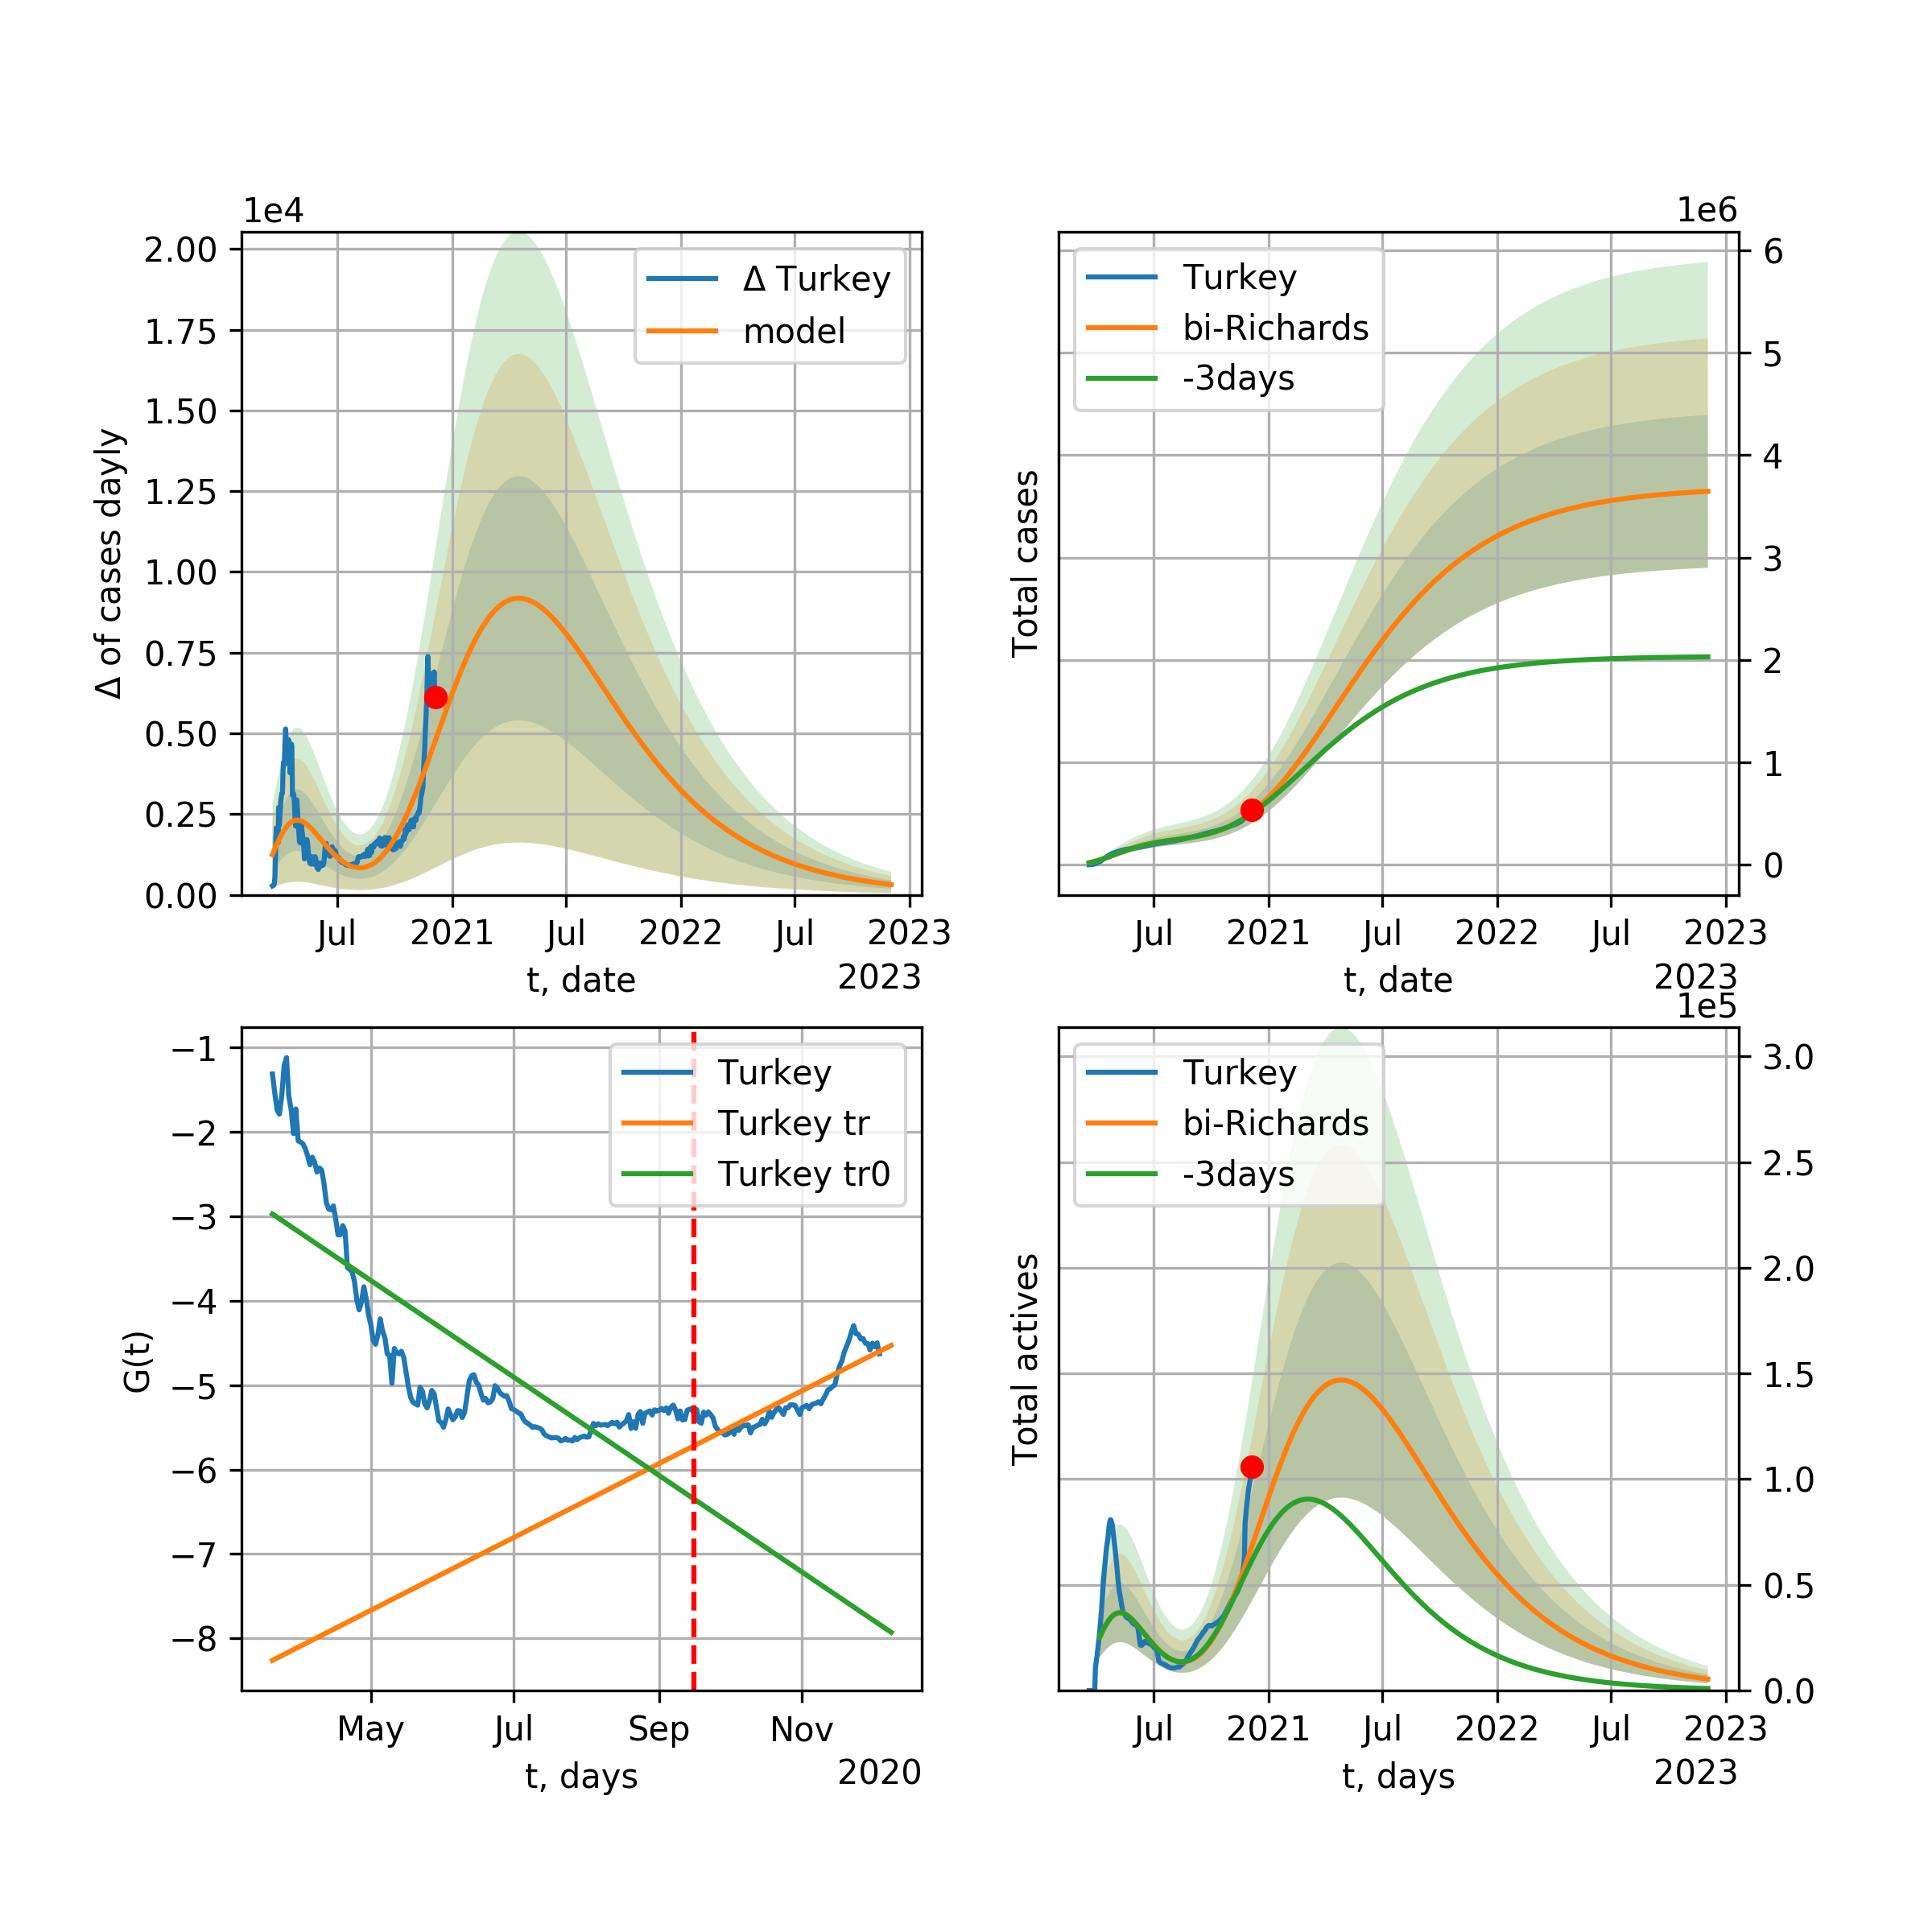 1e4
2.00
1.75
1.50
1.25
1.00
0.75
0.50
0.25
0.00
Δ of cases dayly
Δ Turkey
model
Jul
2021
Jul
2022
Jul
2023
t, date
2023
1e6
6
5
4
3
2
1
0
Total cases
Turkey
bi-Richards
-3days
Jul
2021
Jul
2022
Jul
2023
t, date
2023
−1
−2
−3
−4
−5
−6
−7
−8
G(t)
Turkey
Turkey tr
Turkey tr0
May
Jul
Sep
Nov
t, days
2020
1e5
3.0
2.5
2.0
1.5
1.0
0.5
0.0
Total actives
Turkey
bi-Richards
-3days
Jul
2021
Jul
2022
Jul
2023
t, days
2023